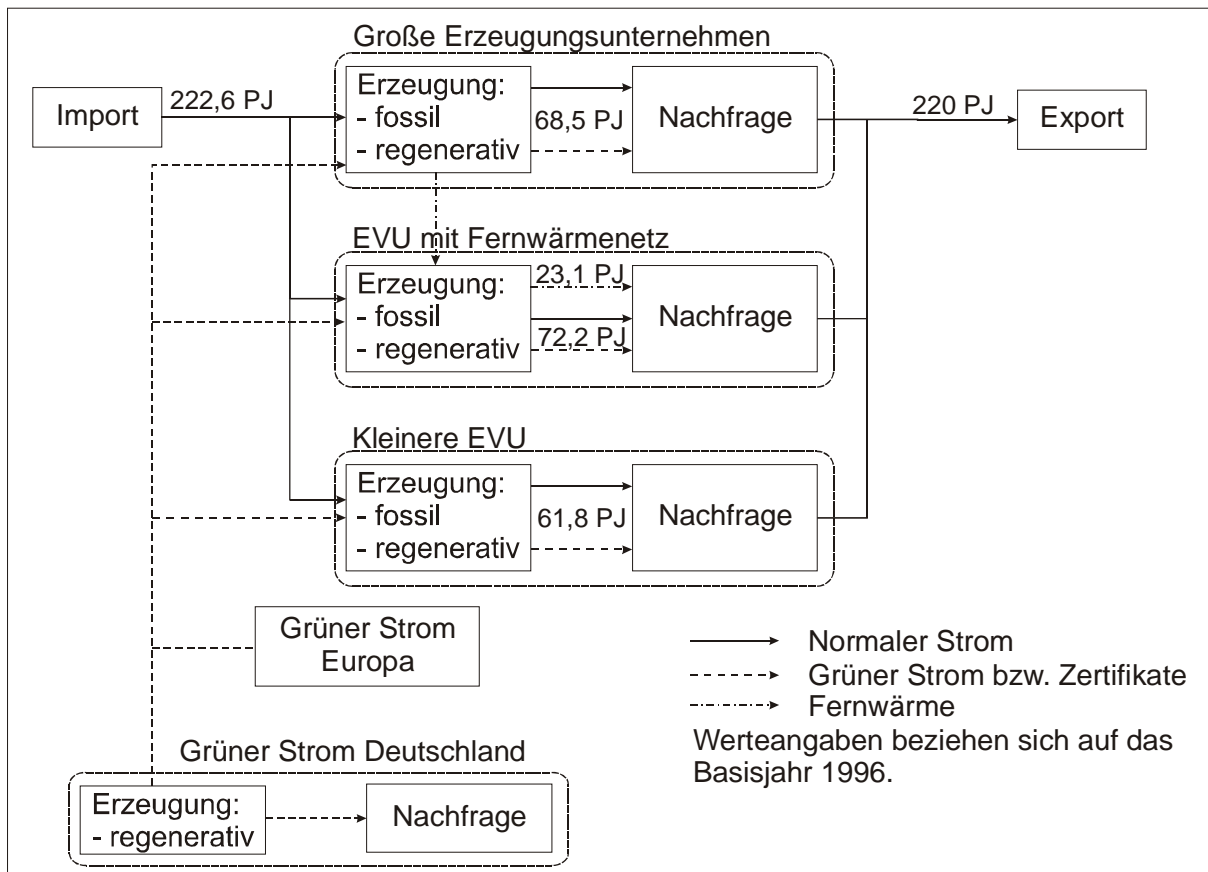 Große Erzeugungsunternehmen
Import
222,6 PJ
Erzeugung:
- fossil
- regenerativ
68,5 PJ
Nachfrage
220 PJ
Export
EVU mit Fernwärmenetz
Erzeugung:
- fossil
- regenerativ
23,1 PJ
72,2 PJ
Nachfrage
Kleinere EVU
Erzeugung:
- fossil
- regenerativ
61,8 PJ
Nachfrage
Grüner Strom
Europa
Normaler Strom
Grüner Strom bzw. Zertifikate
Fernwärme
Werteangaben beziehen sich auf das
Basisjahr 1996.
Grüner Strom Deutschland
Erzeugung:
- regenerativ
Nachfrage